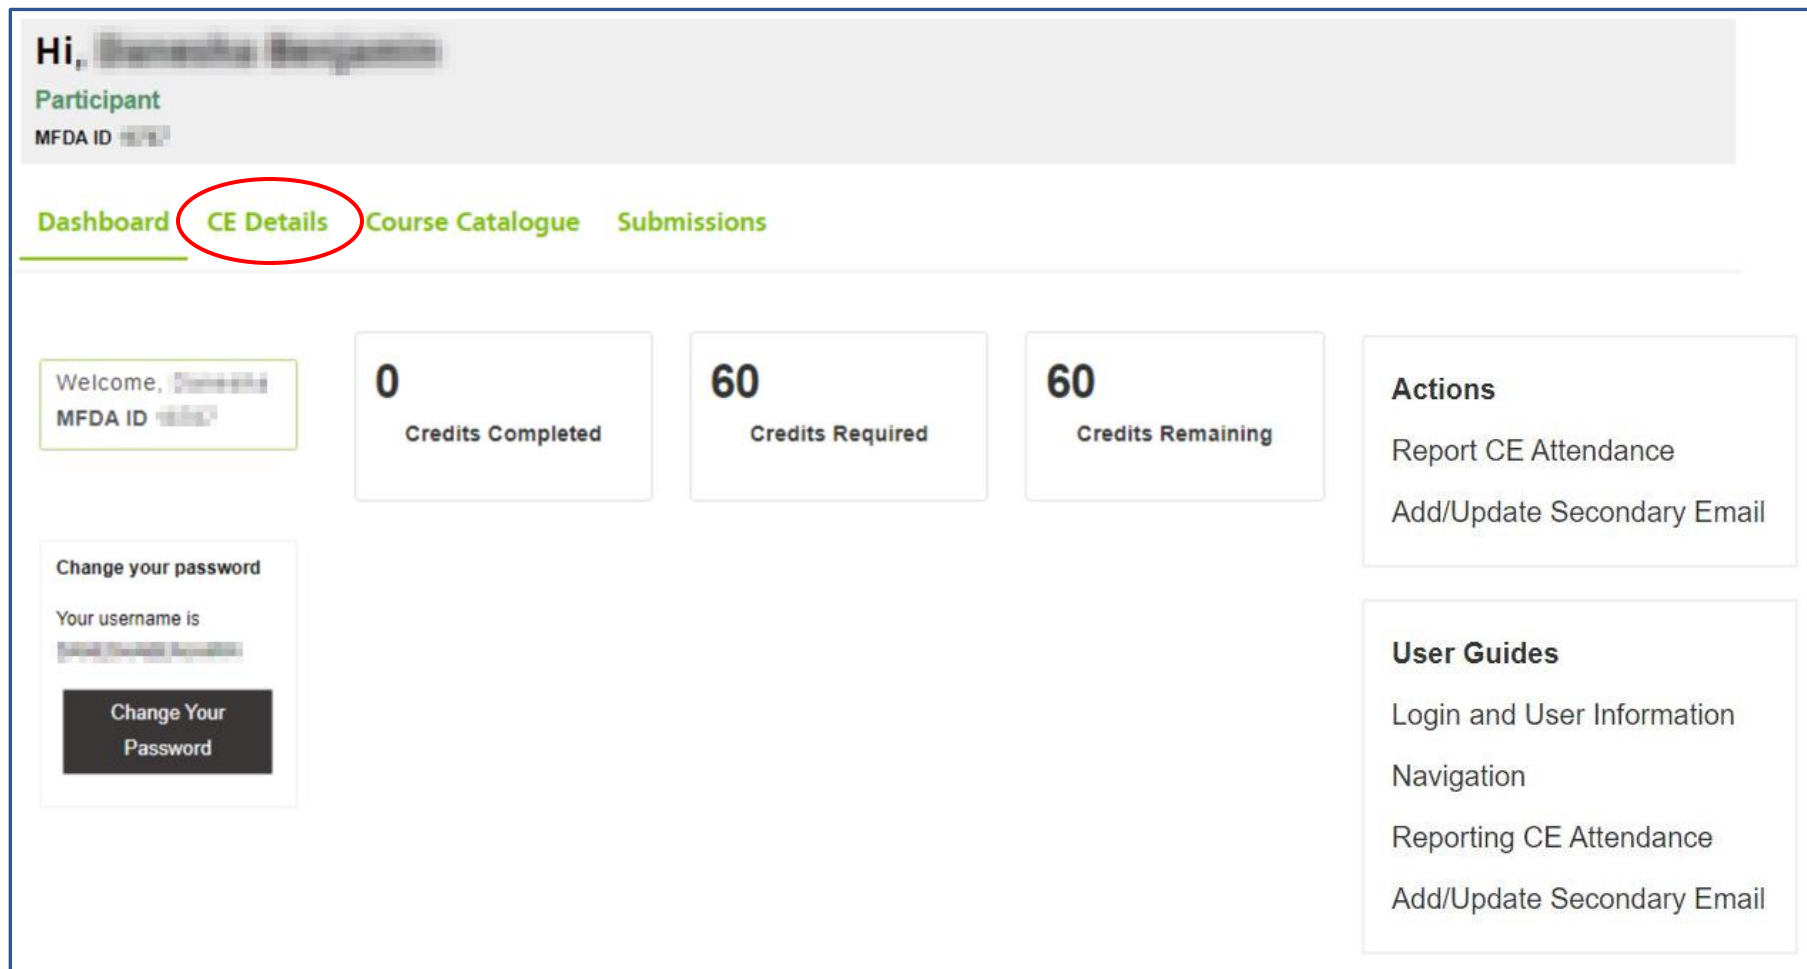 Hi,
Participant
MFDA ID
Dashboard CE Details Course Catalogue Submissions
Welcome,
MFDA ID
0
Credits Completed
60
Credits Required
60
Credits Remaining
Change your password
Your username is
Change Your
Password
Actions
Report CE Attendance
Add/Update Secondary Email
User Guides
Login and User Information
Navigation
Reporting CE Attendance
Add/Update Secondary Email